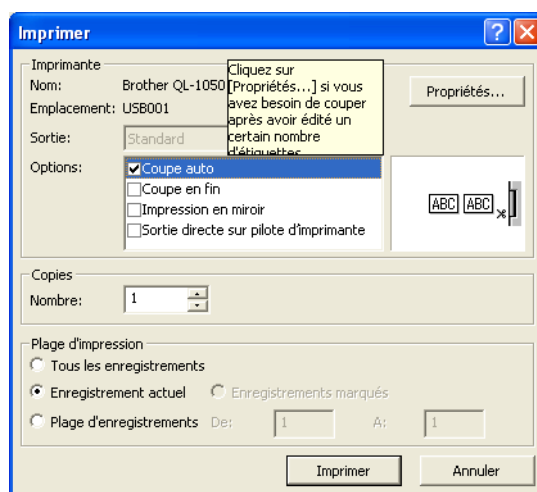 Imprimer
Imprimante
Nom: Brother QL-1050
Emplacement: USB001
Cliquez sur
[Propriétés...] si vous
avez besoin de couper
après avoir édité un
certain nombre
d'étiquettes
Propriétés...
Sortie: Standard
Options:
Coupe auto
Coupe en fin
Impression en miroir
Sortie directe sur pilote d'imprimante
ABC ABC
Copies
Nombre: 1
Plage d'impression
Tous les enregistrements
Enregistrement actuel Enregistrements marqués
Plage d'enregistrements De: 1 A: 1
Imprimer Annuler